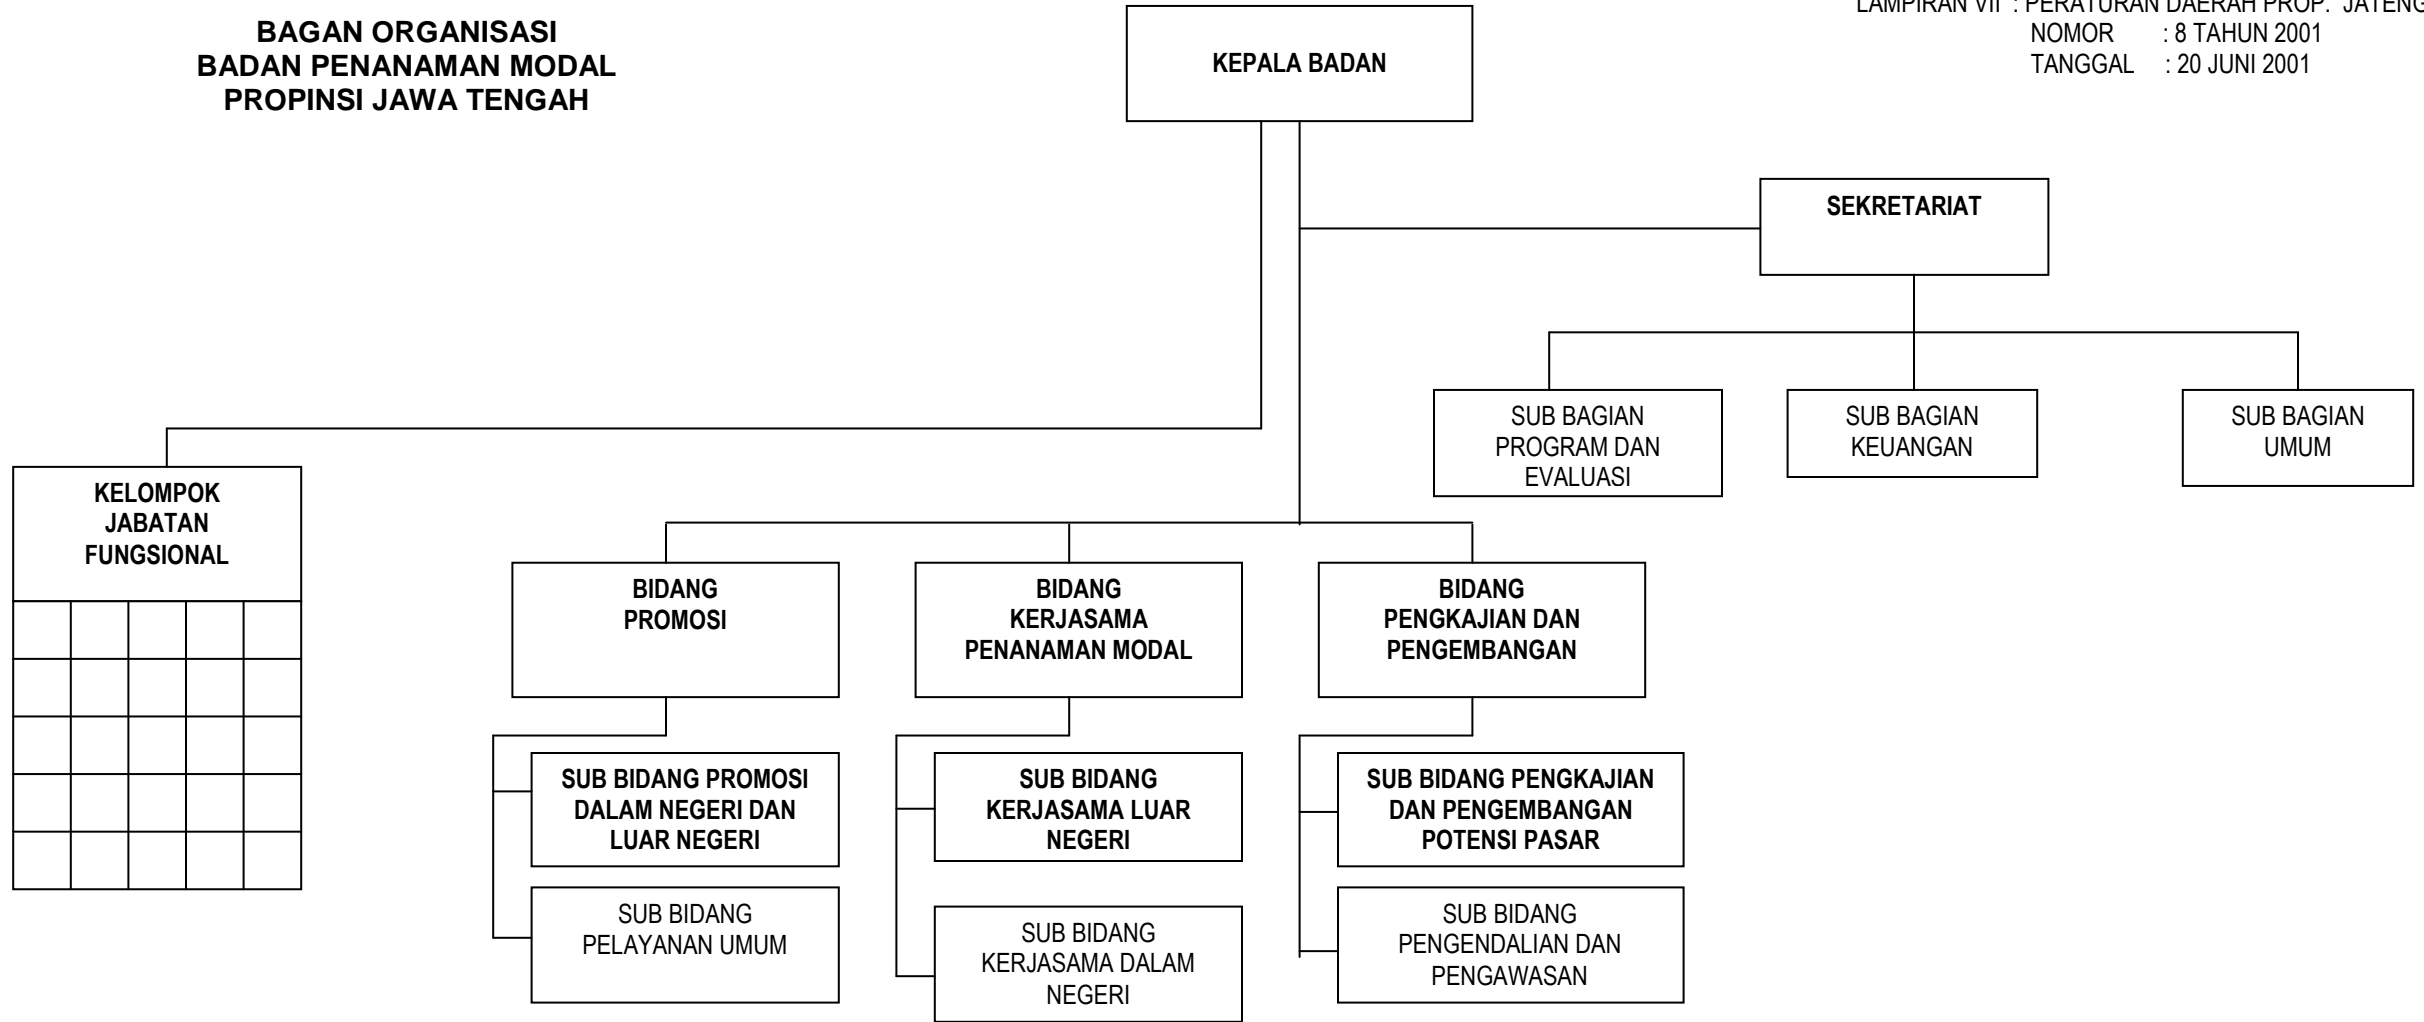 BAGAN ORGANISASI
BADAN PENANAMAN MODAL
PROPINSI JAWA TENGAH
LAMPIRAN VII : PERATURAN DAERAH PROP. JATENG
NOMOR : 8 TAHUN 2001
TANGGAL : 20 JUNI 2001
KEPALA BADAN
SEKRETARIAT
SUB BAGIAN
PROGRAM DAN
EVALUASI
SUB BAGIAN
KEUANGAN
SUB BAGIAN
UMUM
KELOMPOK
JABATAN
FUNGSIONAL
BIDANG
PROMOSI
BIDANG
KERJASAMA
PENANAMAN MODAL
BIDANG
PENGKAJIAN DAN
PENGEMBANGAN
SUB BIDANG PROMOSI
DALAM NEGERI DAN
LUAR NEGERI
SUB BIDANG
KERJASAMA LUAR
NEGERI
SUB BIDANG PENGKAJIAN
DAN PENGEMBANGAN
POTENSI PASAR
SUB BIDANG
PELAYANAN UMUM
SUB BIDANG
KERJASAMA DALAM
NEGERI
SUB BIDANG
PENGENDALIAN DAN
PENGAWASAN